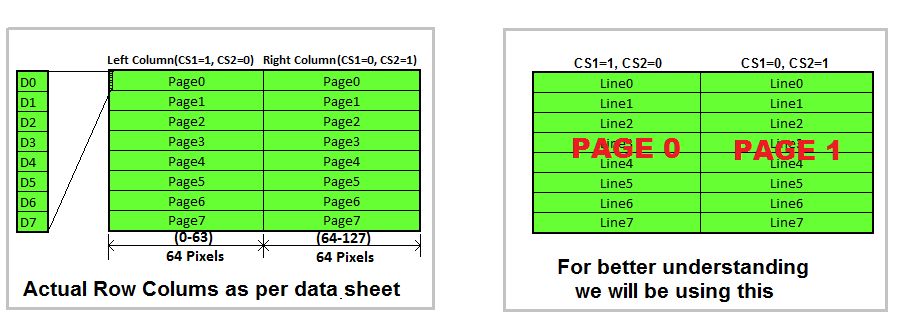 Left Column(CS1=1, CS2=0) Right Column(CS1=0, CS2=1)
D0 Page0 Page0
D1 Page1 Page1
D2 Page2 Page2
D3 Page3 Page3
D4 Page4 Page4
D5 Page5 Page5
D6 Page6 Page6
D7 Page7 Page7
(0-63) (64-127)
64 Pixels 64 Pixels
Actual Row Colums as per data sheet
CS1=1, CS2=0 CS1=0, CS2=1
Line0 Line0
Line1 Line1
Line2 Line2
PAGE 0 PAGE 1
Line4 Line4
Line5 Line5
Line6 Line6
Line7 Line7
For better understanding
we will be using this